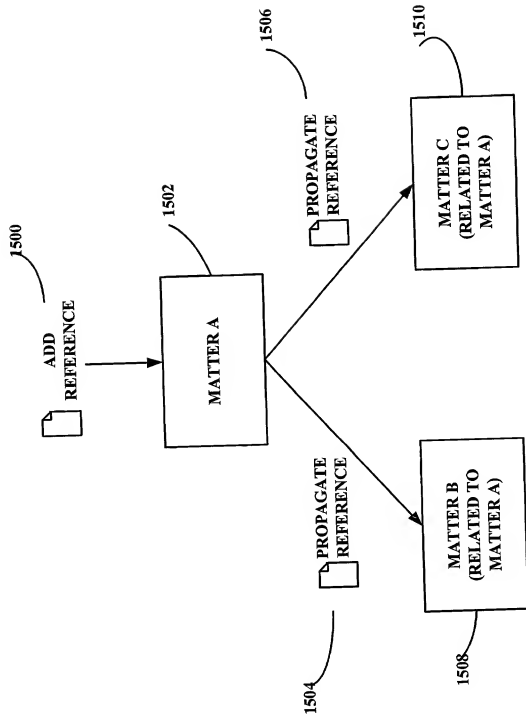 1500
ADD
REFERENCE
1502
MATTER A
1504
PROPAGATE
REFERENCE
1506
PROPAGATE
REFERENCE
1508
MATTER B
(RELATED TO
MATTER A)
1510
MATTER C
(RELATED TO
MATTER A)